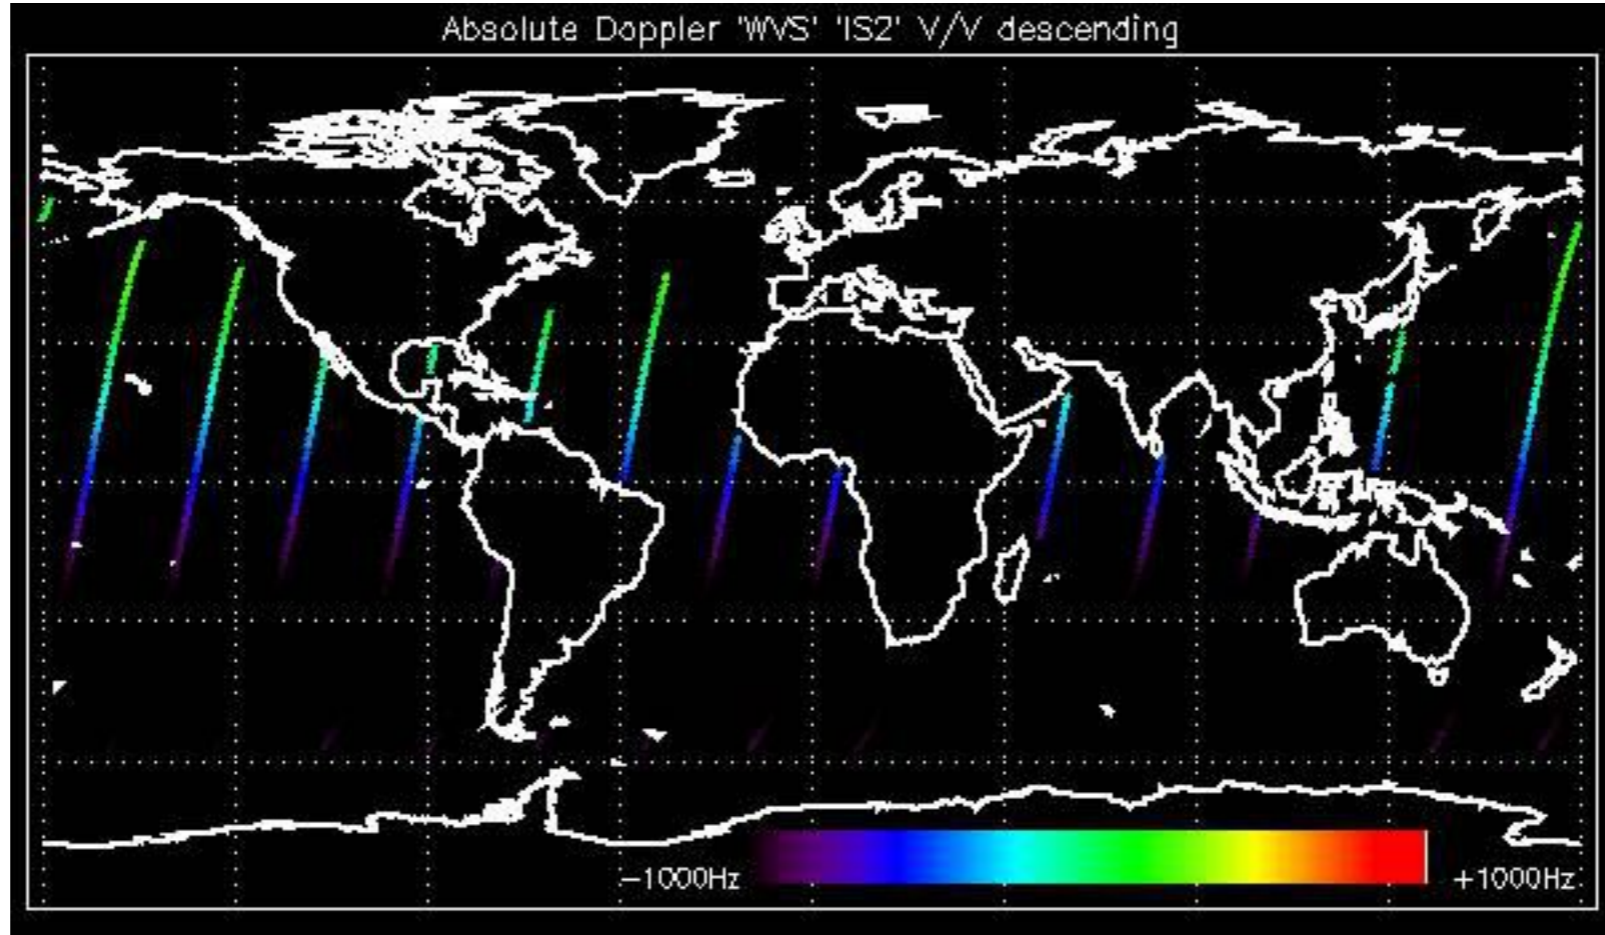 Absolute Doppler 'WVS' 'IS2' V/V descending
-1000Hz
+1000Hz